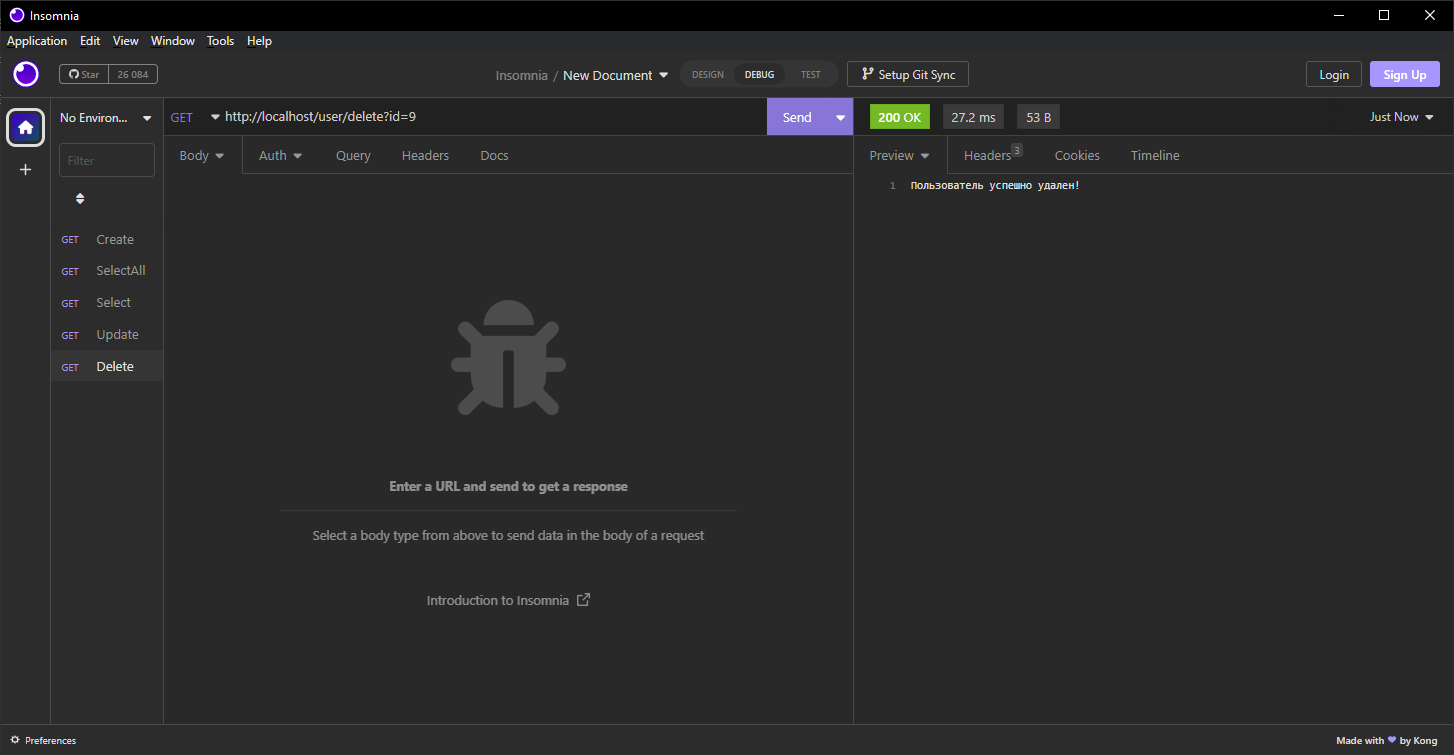 Insomnia
Application Edit View Window Tools Help
Star 26 084
Insomnia / New Document
DESIGN DEBUG TEST
Setup Git Sync
Login
Sign Up
No Environ...
GET http://localhost/user/delete?id=9
Send
200 OK 27.2 ms 53 B
Just Now
Filter
Body Auth Query Headers Docs
Preview Headers 3 Cookies Timeline
1 Пользователь успешно удален!
GET Create
GET SelectAll
GET Select
GET Update
GET Delete
Enter a URL and send to get a response
Select a body type from above to send data in the body of a request
Introduction to Insomnia
Preferences
Made with ❤ by Kong